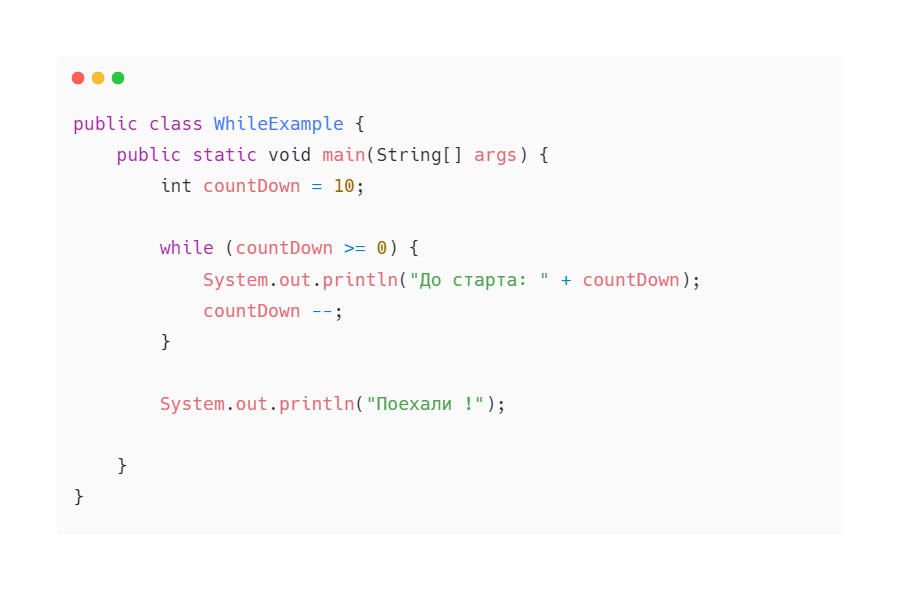 public class WhileExample {
    public static void main(String[] args) {
        int countDown = 10;

        while (countDown >= 0) {
            System.out.println("До старта: " + countDown);
            countDown --;
        }

        System.out.println("Поехали !");

    }
}